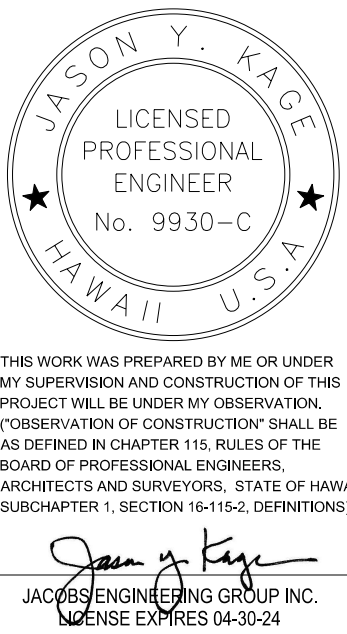 JASON Y. KAGE
LICENSED
PROFESSIONAL
ENGINEER
No. 9930-C
HAWAII U.S.A
THIS WORK WAS PREPARED BY ME OR UNDER
MY SUPERVISION AND CONSTRUCTION OF THIS
PROJECT WILL BE UNDER MY OBSERVATION.
("OBSERVATION OF CONSTRUCTION" SHALL BE
AS DEFINED IN CHAPTER 115, RULES OF THE
BOARD OF PROFESSIONAL ENGINEERS,
ARCHITECTS AND SURVEYORS, STATE OF HAWA
SUBCHAPTER 1, SECTION 16-115-2, DEFINITIONS)
Jason y. Kage
JACOBS ENGINEERING GROUP INC.
LICENSE EXPIRES 04-30-24